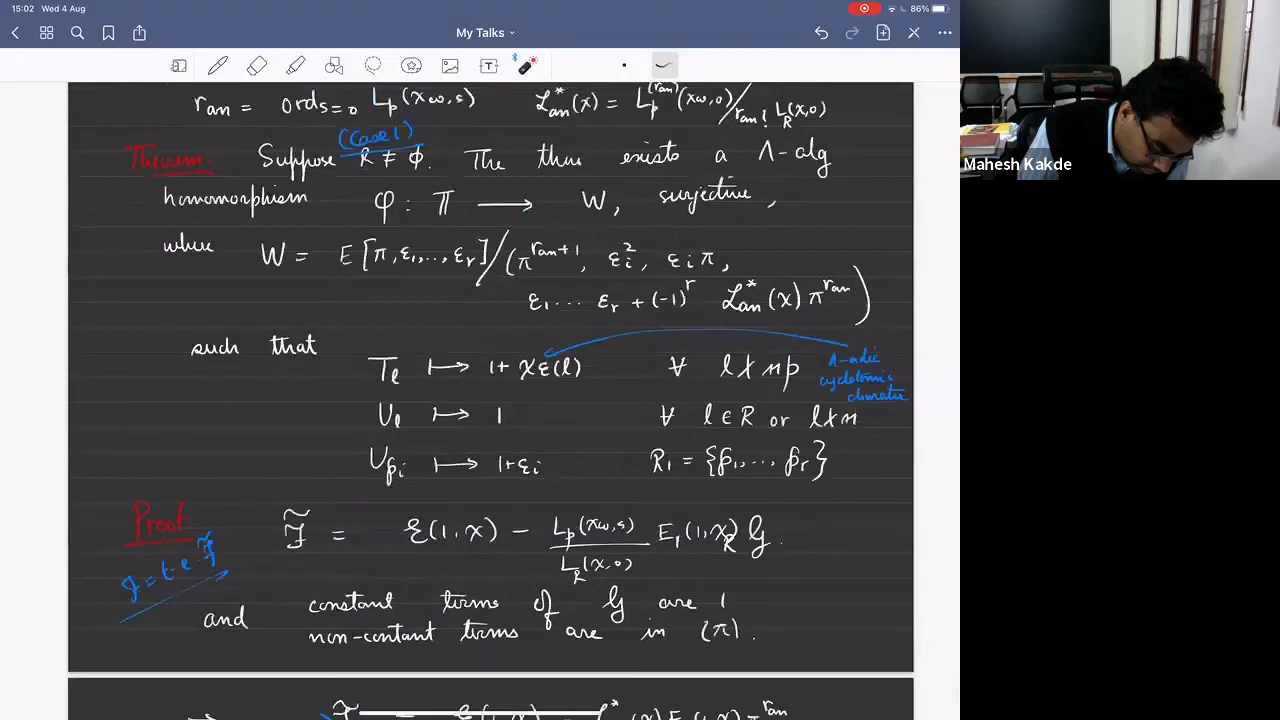 15:02 Wed 4 Aug
86%
My Talks
r_an = ord_{s=0} L_p(χω, s)    𝓛*_an(χ) = L_p^{(r_an)}(χω, 0) / r_an! L_R(χ, 0)
(Case 1)
Theorem: Suppose R ≠ φ. The thus exists a Λ-alg
homomorphism φ : 𝕋 → W, surjective,
where W = E[π, ε_1, ..., ε_r] / (π^{r_an+1}, ε_i^2, ε_i π,
ε_1 ... ε_r + (-1)^r 𝓛*_an(χ) π^{r_an})
such that
T_l ↦ 1 + χε(l)    ∀ l ∤ np
Λ-adic
cyclotomic
character
U_l ↦ 1    ∀ l ∈ R or l ∤ n
U_{p_i} ↦ 1+ε_i    R_1 = {p_1, ..., p_r}
Proof    𝓕̃ = ℰ(1, χ) − L_p(χω, s) / L_R(χ, 0) E_1(1, χ_R) 𝒢.
𝓕 = t·e 𝓕̃
and constant terms of 𝒢 are 1
non-contant terms are in (π).
Mahesh Kakde